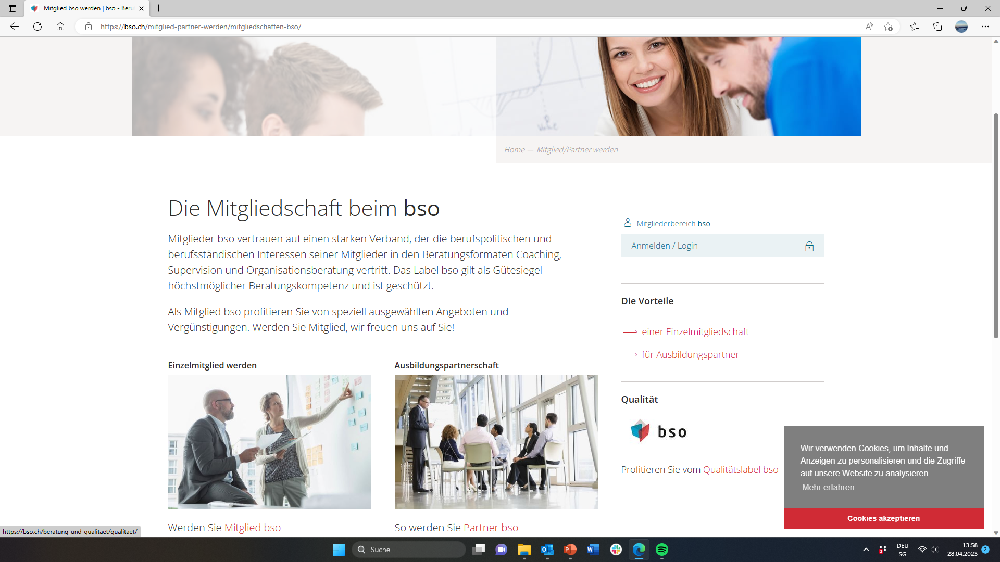 Mitglied bso werden | bso - Beru
https://bso.ch/mitglied-partner-werden/mitgliedschaften-bso/
Home — Mitglied/Partner werden
Die Mitgliedschaft beim bso
Mitglieder bso vertrauen auf einen starken Verband, der die berufspolitischen und
berufsständischen Interessen seiner Mitglieder in den Beratungsformaten Coaching,
Supervision und Organisationsberatung vertritt. Das Label bso gilt als Gütesiegel
höchstmöglicher Beratungskompetenz und ist geschützt.
Als Mitglied bso profitieren Sie von speziell ausgewählten Angeboten und
Vergünstigungen. Werden Sie Mitglied, wir freuen uns auf Sie!
Einzelmitglied werden
Ausbildungspartnerschaft
Werden Sie Mitglied bso
So werden Sie Partner bso
Mitgliederbereich bso
Anmelden / Login
Die Vorteile
einer Einzelmitgliedschaft
für Ausbildungspartner
Qualität
bso
Profitieren Sie vom Qualitätslabel bso
Wir verwenden Cookies, um Inhalte und
Anzeigen zu personalisieren und die Zugriffe
auf unsere Website zu analysieren.
Mehr erfahren
Cookies akzeptieren
https://bso.ch/beratung-und-qualitaet/qualitaet/
Suche
DEU
SG
13:58
28.04.2023
2